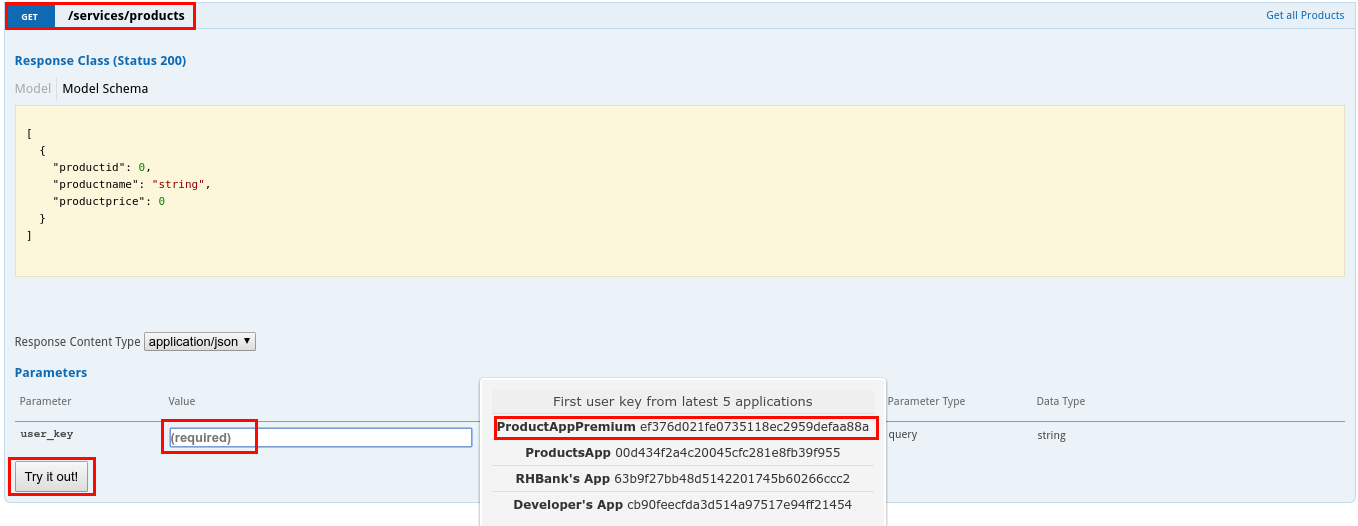 GET /services/products Get all Products
Response Class (Status 200)
Model Model Schema
[
{
"productid": 0,
"productname": "string",
"productprice": 0
}
]
Response Content Type application/json
Parameters
Parameter Value Parameter Type Data Type
user_key (required) query string
Try it out!
First user key from latest 5 applications
ProductAppPremium ef376d021fe0735118ec2959defaa88a
ProductsApp 00d434f2a4c20045cfc281e8fb39f955
RHBank's App 63b9f27bb48d5142201745b60266ccc2
Developer's App cb90feecfda3d514a97517e94ff21454